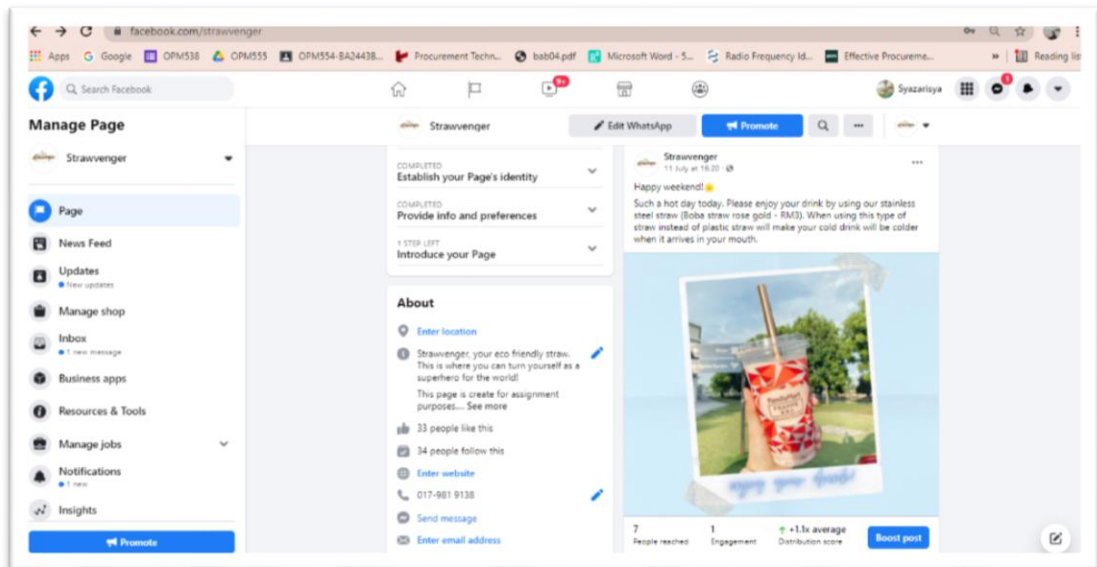 facebook.com/strawvenger
Apps Google OPM538 OPM555 OPM554-BA2443B... Procurement Techn... bab04.pdf Microsoft Word - 5... Radio Frequency Id... Effective Procureme... » Reading list
Search Facebook
9+
Syazarisya
1
Manage Page
Strawvenger
Page
News Feed
Updates
New updates
Manage shop
Inbox
1 new message
Business apps
Resources & Tools
Manage jobs
Notifications
1 new
Insights
Promote
Strawvenger
Edit WhatsApp
Promote
COMPLETED
Establish your Page's identity
COMPLETED
Provide info and preferences
1 STEP LEFT
Introduce your Page
About
Enter location
Strawvenger, your eco friendly straw.
This is where you can turn yourself as a
superhero for the world!
This page is create for assignment
purposes.... See more
33 people like this
34 people follow this
Enter website
017-981 9138
Send message
Enter email address
Strawvenger
11 July at 16:20
Happy weekend!
Such a hot day today. Please enjoy your drink by using our stainless
steel straw (Boba straw rose gold - RM3). When using this type of
straw instead of plastic straw will make your cold drink will be colder
when it arrives in your mouth.
FamilyMart
FRAPPE
enjoy your drink!
7
People reached
1
Engagement
+1.1x average
Distribution score
Boost post